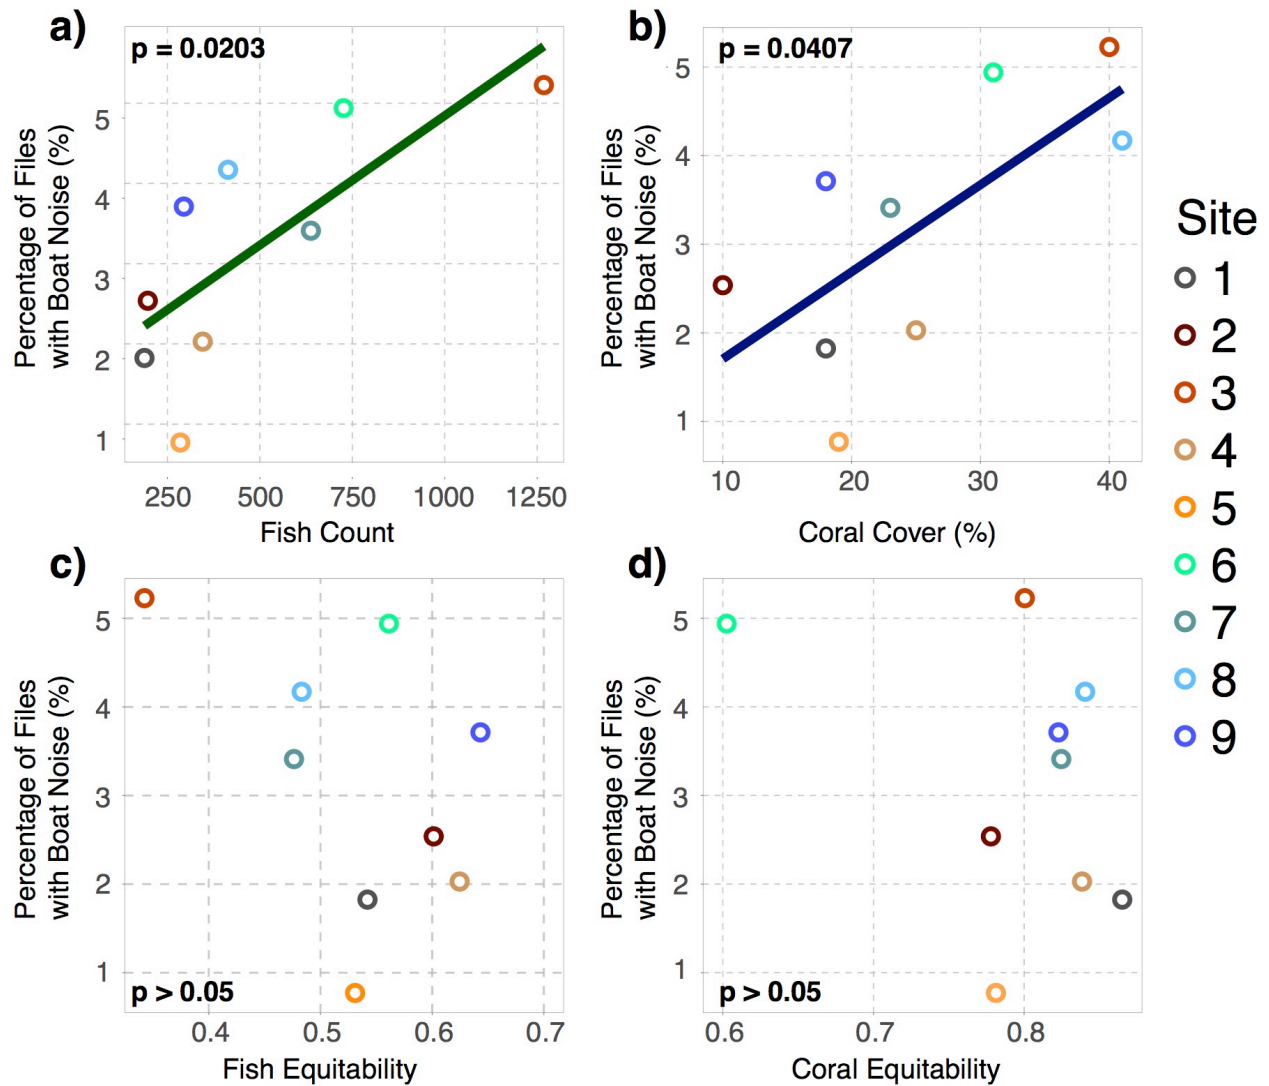 a)
p = 0.0203
5
4
3
2
1
Percentage of Files
with Boat Noise (%)
250 500 750 1000 1250
Fish Count
b)
p = 0.0407
5
4
3
2
1
Percentage of Files
with Boat Noise (%)
10 20 30 40
Coral Cover (%)
c)
5
4
3
2
1
Percentage of Files
with Boat Noise (%)
p > 0.05
0.4 0.5 0.6 0.7
Fish Equitability
d)
5
4
3
2
1
Percentage of Files
with Boat Noise (%)
p > 0.05
0.6 0.7 0.8
Coral Equitability
Site
1
2
3
4
5
6
7
8
9